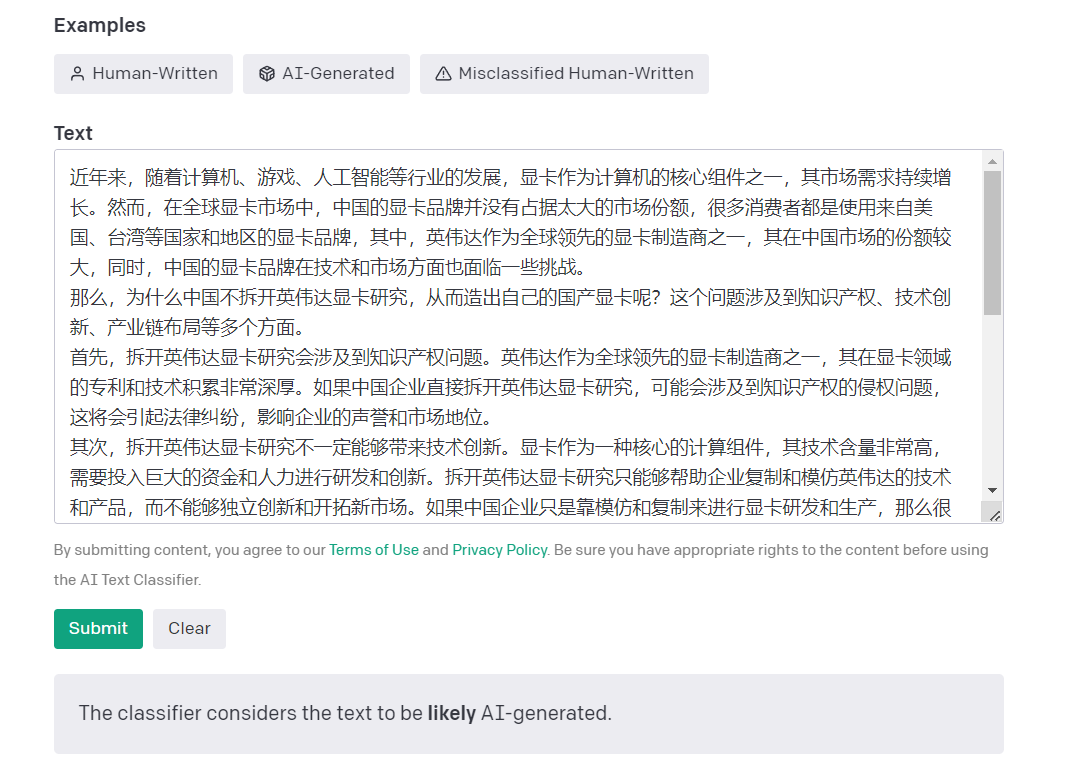 Examples
Human-Written AI-Generated Misclassified Human-Written
Text
近年来，随着计算机、游戏、人工智能等行业的发展，显卡作为计算机的核心组件之一，其市场需求持续增
长。然而，在全球显卡市场中，中国的显卡品牌并没有占据太大的市场份额，很多消费者都是使用来自美
国、台湾等国家和地区的显卡品牌，其中，英伟达作为全球领先的显卡制造商之一，其在中国市场的份额较
大，同时，中国的显卡品牌在技术和市场方面也面临一些挑战。
那么，为什么中国不拆开英伟达显卡研究，从而造出自己的国产显卡呢？这个问题涉及到知识产权、技术创
新、产业链布局等多个方面。
首先，拆开英伟达显卡研究会涉及到知识产权问题。英伟达作为全球领先的显卡制造商之一，其在显卡领域
的专利和技术积累非常深厚。如果中国企业直接拆开英伟达显卡研究，可能会涉及到知识产权的侵权问题，
这将会引起法律纠纷，影响企业的声誉和市场地位。
其次，拆开英伟达显卡研究不一定能够带来技术创新。显卡作为一种核心的计算组件，其技术含量非常高，
需要投入巨大的资金和人力进行研发和创新。拆开英伟达显卡研究只能够帮助企业复制和模仿英伟达的技术
和产品，而不能够独立创新和开拓新市场。如果中国企业只是靠模仿和复制来进行显卡研发和生产，那么很
By submitting content, you agree to our Terms of Use and Privacy Policy. Be sure you have appropriate rights to the content before using
the AI Text Classifier.
Submit Clear
The classifier considers the text to be likely AI-generated.